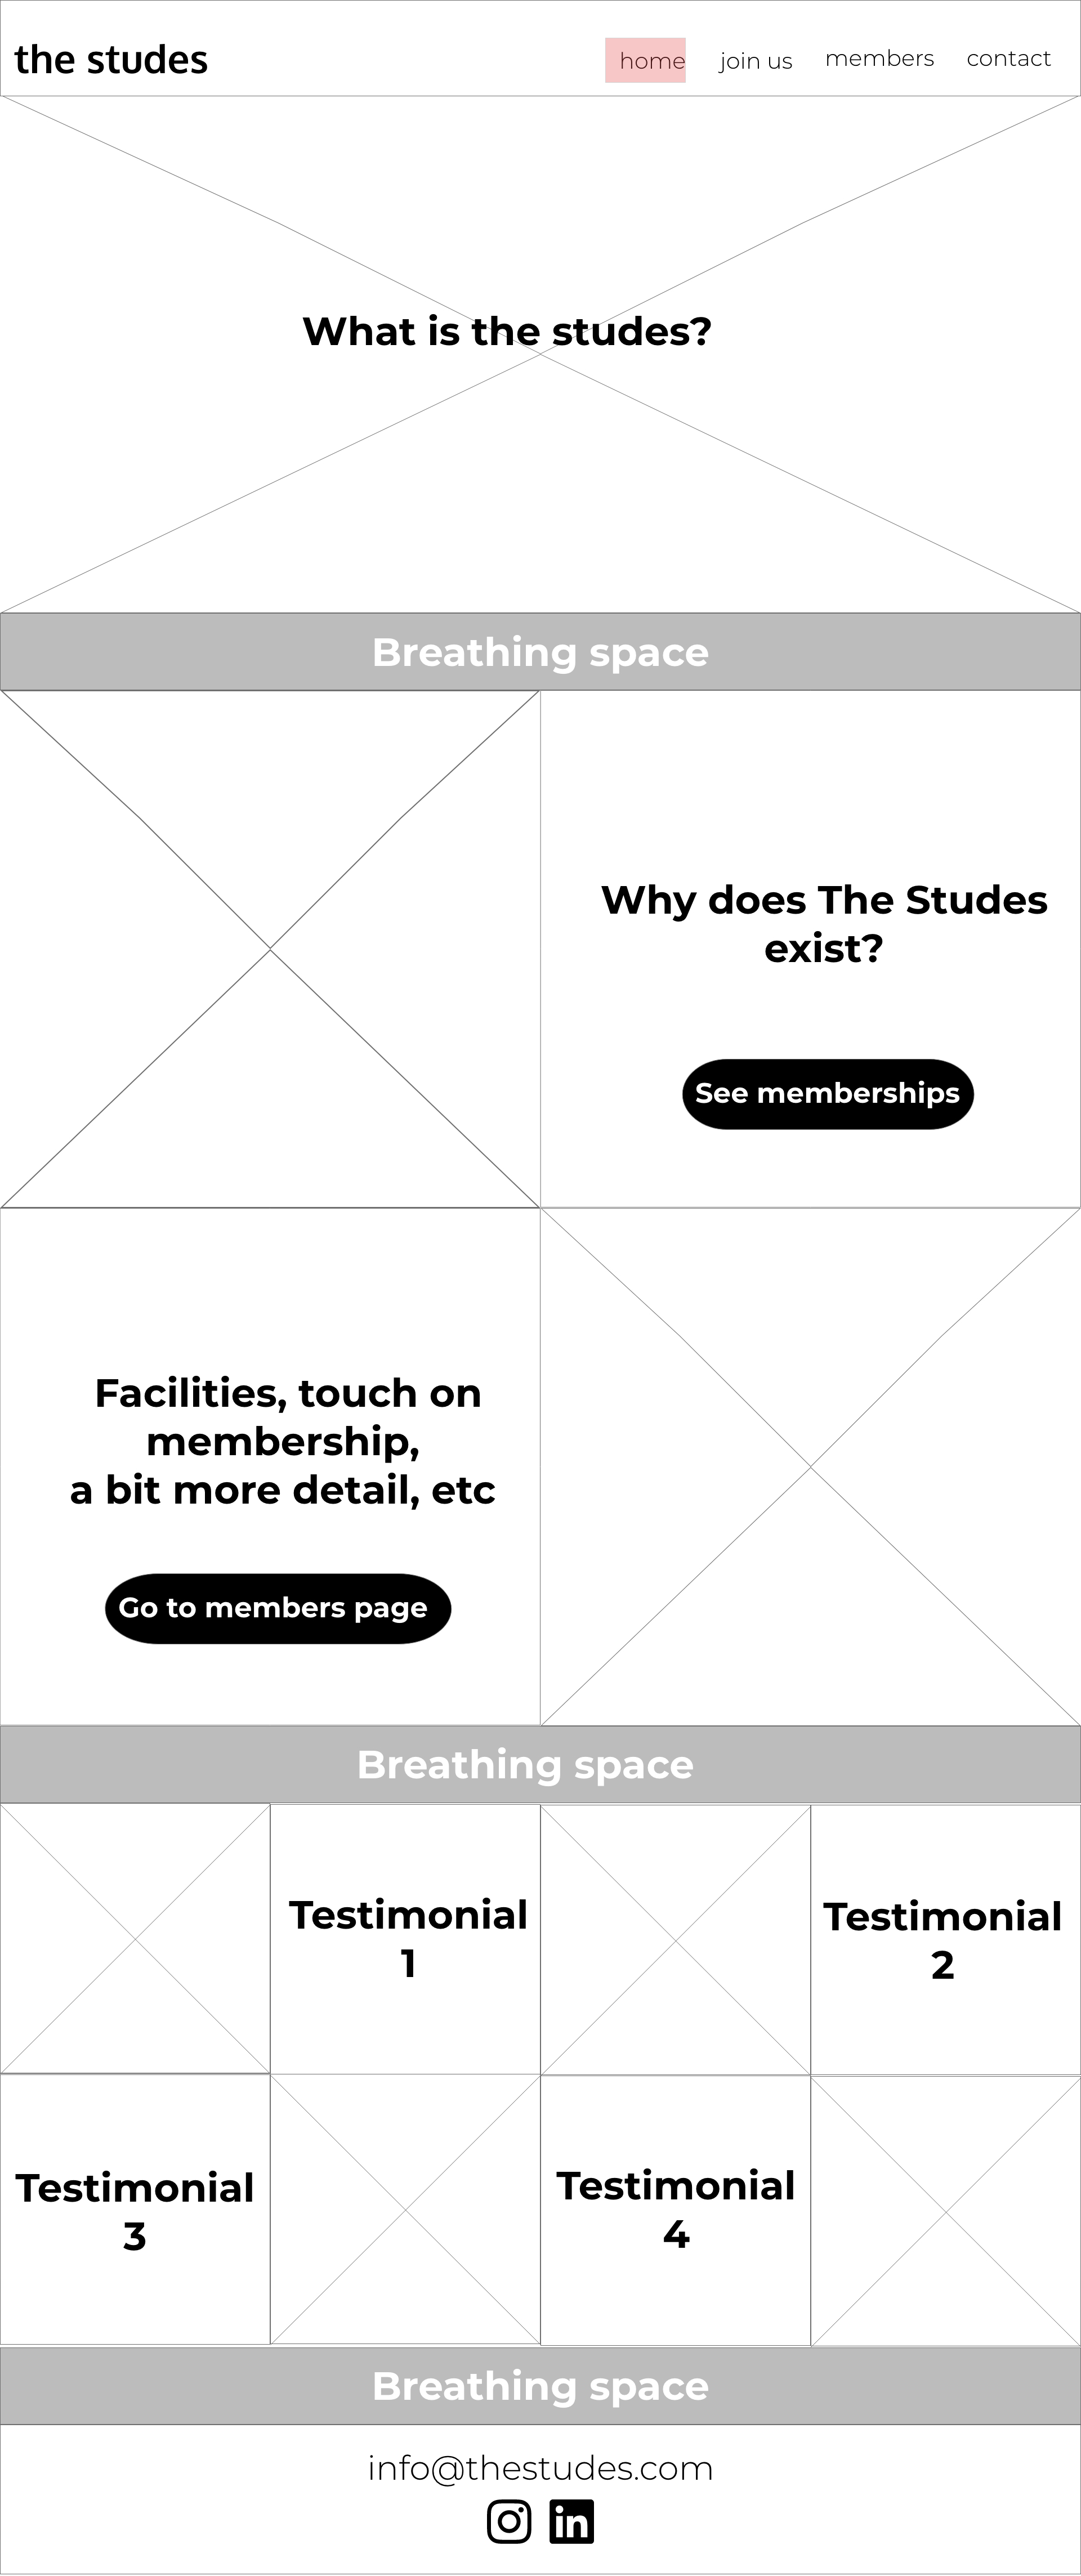 the studes
home join us members contact
What is the studes?
Breathing space
Why does The Studes
exist?
See memberships
Facilities, touch on
membership,
a bit more detail, etc
Go to members page
Breathing space
Testimonial
1
Testimonial
2
Testimonial
3
Testimonial
4
Breathing space
info@thestudes.com
in